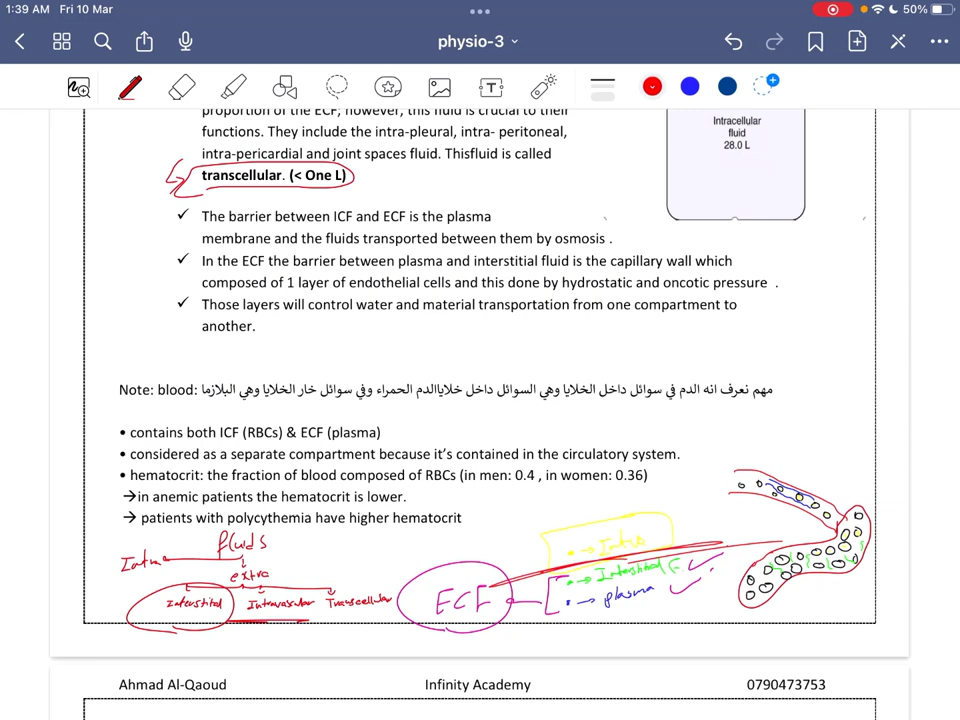 1:39 AM Fri 10 Mar
50%
physio-3
proportion of the ECF; however, this fluid is crucial to their
functions. They include the intra-pleural, intra- peritoneal,
intra-pericardial and joint spaces fluid. Thisfluid is called
transcellular. (< One L)
Intracellular
fluid
28.0 L
✓ The barrier between ICF and ECF is the plasma
membrane and the fluids transported between them by osmosis .
✓ In the ECF the barrier between plasma and interstitial fluid is the capillary wall which
composed of 1 layer of endothelial cells and this done by hydrostatic and oncotic pressure .
✓ Those layers will control water and material transportation from one compartment to
another.
Note: blood: مهم نعرف انه الدم في سوائل داخل الخلايا وهي السوائل داخل خلاياالدم الحمراء وفي سوائل خار الخلايا وهي البلازما
• contains both ICF (RBCs) & ECF (plasma)
• considered as a separate compartment because it's contained in the circulatory system.
• hematocrit: the fraction of blood composed of RBCs (in men: 0.4 , in women: 0.36)
→in anemic patients the hematocrit is lower.
→ patients with polycythemia have higher hematocrit
fluids
Intra
extra
Interstitial Intravascular Transcellular
ECF
• → Intra
• → Interstitial
• → plasma
Ahmad Al-Qaoud Infinity Academy 0790473753